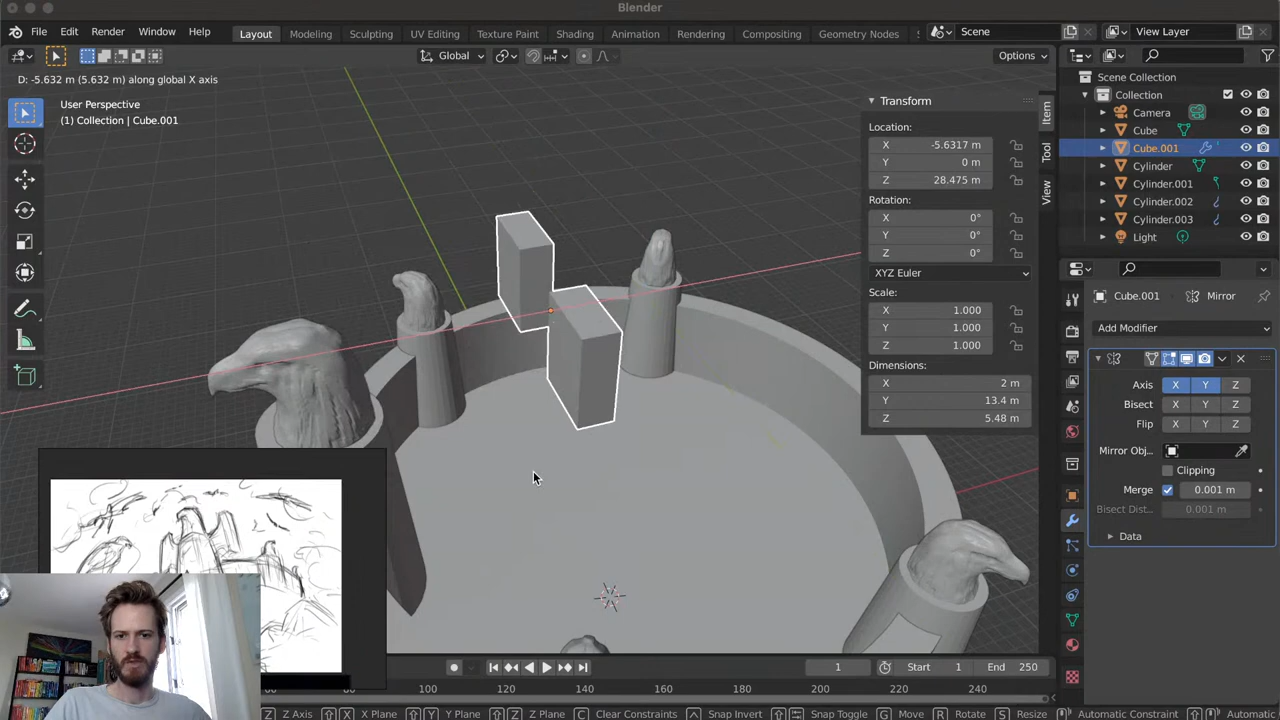 Blender
File Edit Render Window Help
Layout Modeling Sculpting UV Editing Texture Paint Shading Animation Rendering Compositing Geometry Nodes
Scene
View Layer
Global
Options
D: -5.632 m (5.632 m) along global X axis
User Perspective
(1) Collection | Cube.001
Transform
Location:
X -5.6317 m
Y 0 m
Z 28.475 m
Rotation:
X 0°
Y 0°
Z 0°
XYZ Euler
Scale:
X 1.000
Y 1.000
Z 1.000
Dimensions:
X 2 m
Y 13.4 m
Z 5.48 m
Item
Tool
View
Scene Collection
Collection
Camera
Cube
Cube.001
Cylinder
Cylinder.001
Cylinder.002
Cylinder.003
Light
Cube.001 Mirror
Add Modifier
Axis X Y Z
Bisect X Y Z
Flip X Y Z
Mirror Obj...
Clipping
Merge 0.001 m
Bisect Dist... 0.001 m
Data
1 Start 1 End 250
80 100 120 140 160 180 200 220 240
Z Axis X Plane Y Plane Z Plane Clear Constraints Snap Invert Snap Toggle Move Rotate Resize Automatic Constraint Automatic